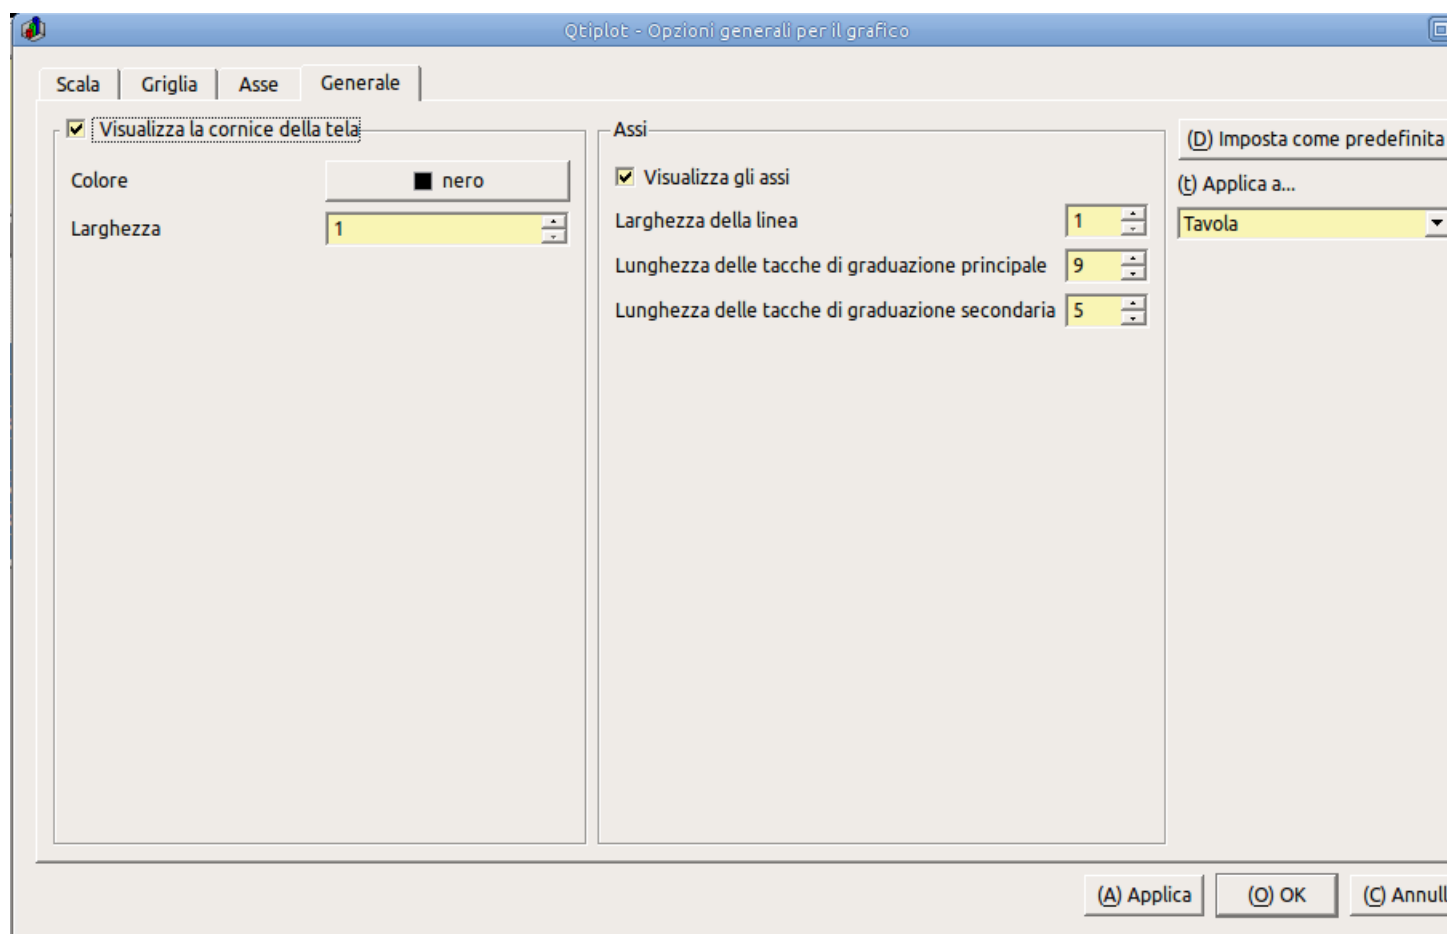 Qtiplot - Opzioni generali per il grafico
Scala Griglia Asse Generale
Visualizza la cornice della tela
Colore nero
Larghezza 1
Assi
Visualizza gli assi
Larghezza della linea 1
Lunghezza delle tacche di graduazione principale 9
Lunghezza delle tacche di graduazione secondaria 5
(D) Imposta come predefinita
(t) Applica a...
Tavola
(A) Applica (O) OK (C) Annull